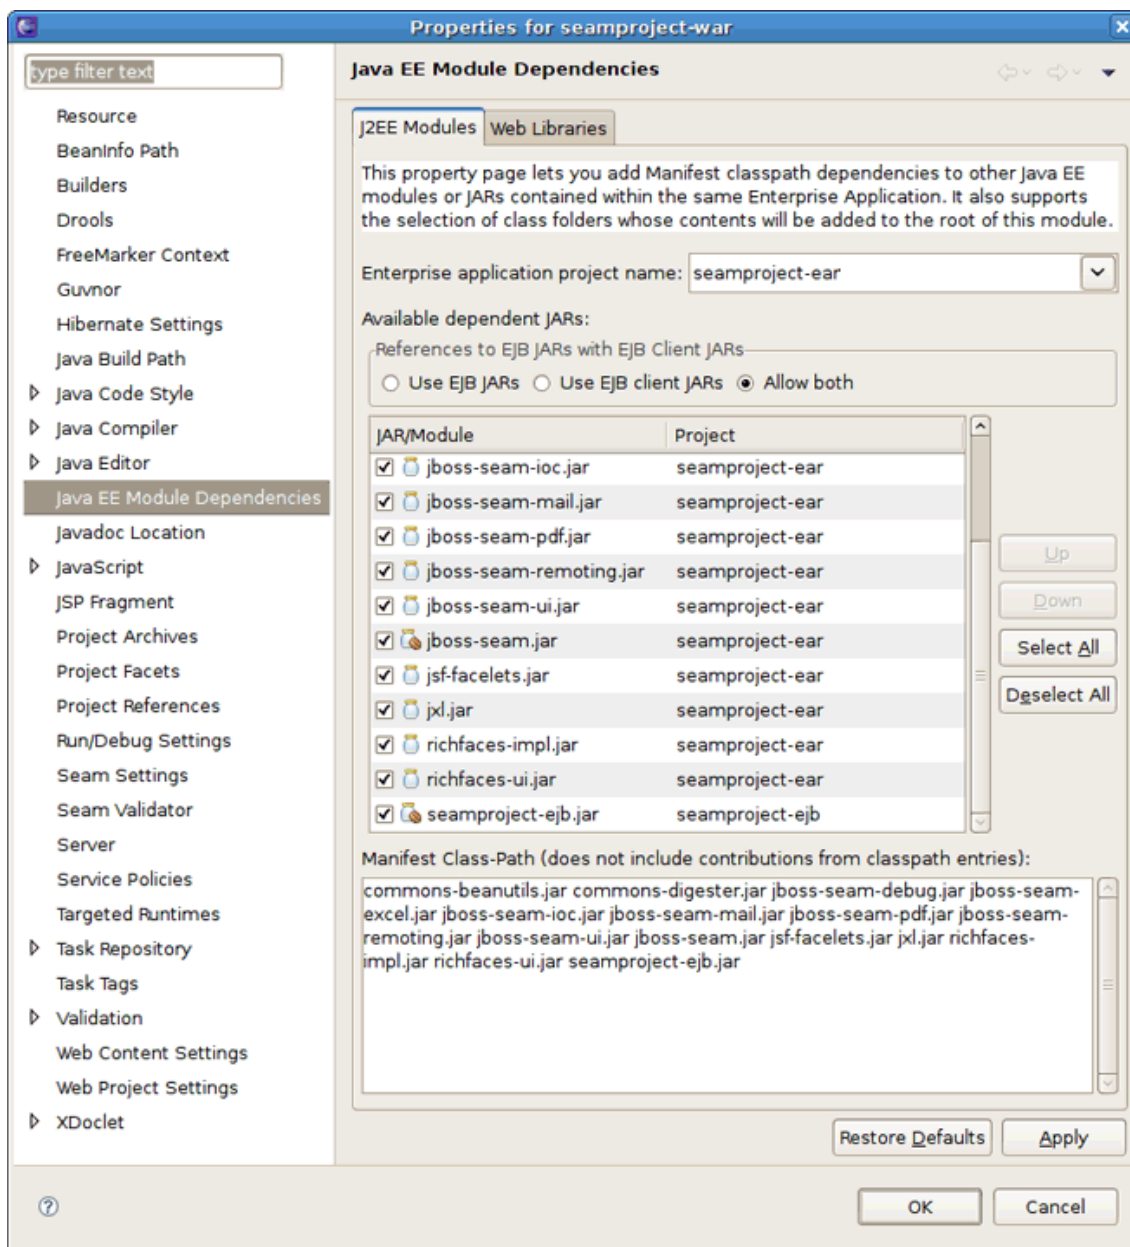 Properties for seamproject-war
type filter text
Resource
BeanInfo Path
Builders
Drools
FreeMarker Context
Guvnor
Hibernate Settings
Java Build Path
Java Code Style
Java Compiler
Java Editor
Java EE Module Dependencies
Javadoc Location
JavaScript
JSP Fragment
Project Archives
Project Facets
Project References
Run/Debug Settings
Seam Settings
Seam Validator
Server
Service Policies
Targeted Runtimes
Task Repository
Task Tags
Validation
Web Content Settings
Web Project Settings
XDoclet
Java EE Module Dependencies
J2EE Modules Web Libraries
This property page lets you add Manifest classpath dependencies to other Java EE
modules or JARs contained within the same Enterprise Application. It also supports
the selection of class folders whose contents will be added to the root of this module.
Enterprise application project name: seamproject-ear
Available dependent JARs:
References to EJB JARs with EJB Client JARs
Use EJB JARs Use EJB client JARs Allow both
JAR/Module Project
jboss-seam-ioc.jar seamproject-ear
jboss-seam-mail.jar seamproject-ear
jboss-seam-pdf.jar seamproject-ear
jboss-seam-remoting.jar seamproject-ear
jboss-seam-ui.jar seamproject-ear
jboss-seam.jar seamproject-ear
jsf-facelets.jar seamproject-ear
jxl.jar seamproject-ear
richfaces-impl.jar seamproject-ear
richfaces-ui.jar seamproject-ear
seamproject-ejb.jar seamproject-ejb
Up
Down
Select All
Deselect All
Manifest Class-Path (does not include contributions from classpath entries):
commons-beanutils.jar commons-digester.jar jboss-seam-debug.jar jboss-seam-
excel.jar jboss-seam-ioc.jar jboss-seam-mail.jar jboss-seam-pdf.jar jboss-seam-
remoting.jar jboss-seam-ui.jar jboss-seam.jar jsf-facelets.jar jxl.jar richfaces-
impl.jar richfaces-ui.jar seamproject-ejb.jar
Restore Defaults Apply
OK Cancel